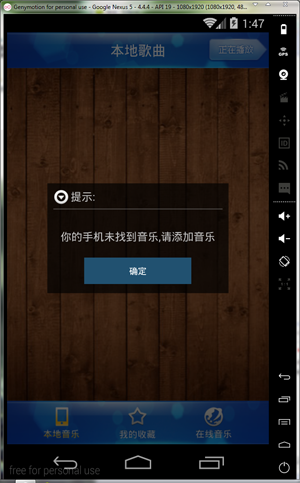 Genymotion for personal use - Google Nexus 5 - 4.4.4 - API 19 - 1080x1920 (1080x1920, 48...
1:47
本地歌曲
正在播放
GPS
ID
提示:
你的手机未找到音乐,请添加音乐
确定
本地音乐
我的收藏
在线音乐
free for personal use